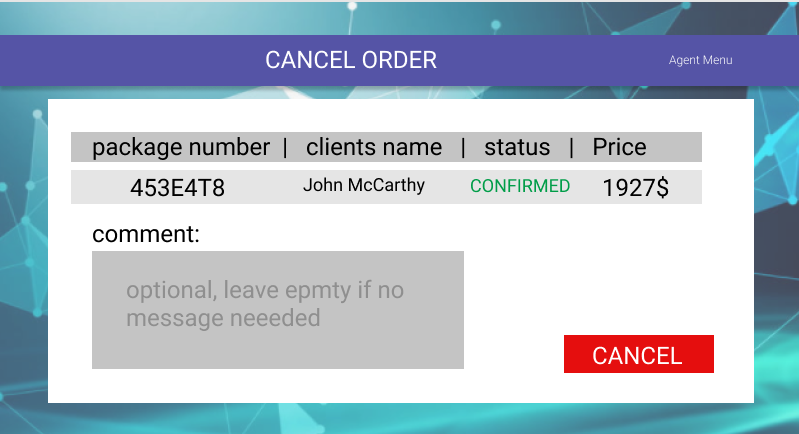 CANCEL ORDER
Agent Menu
package number | clients name | status | Price
453E4T8 John McCarthy CONFIRMED 1927$
comment:
optional, leave epmty if no
message neeeded
CANCEL